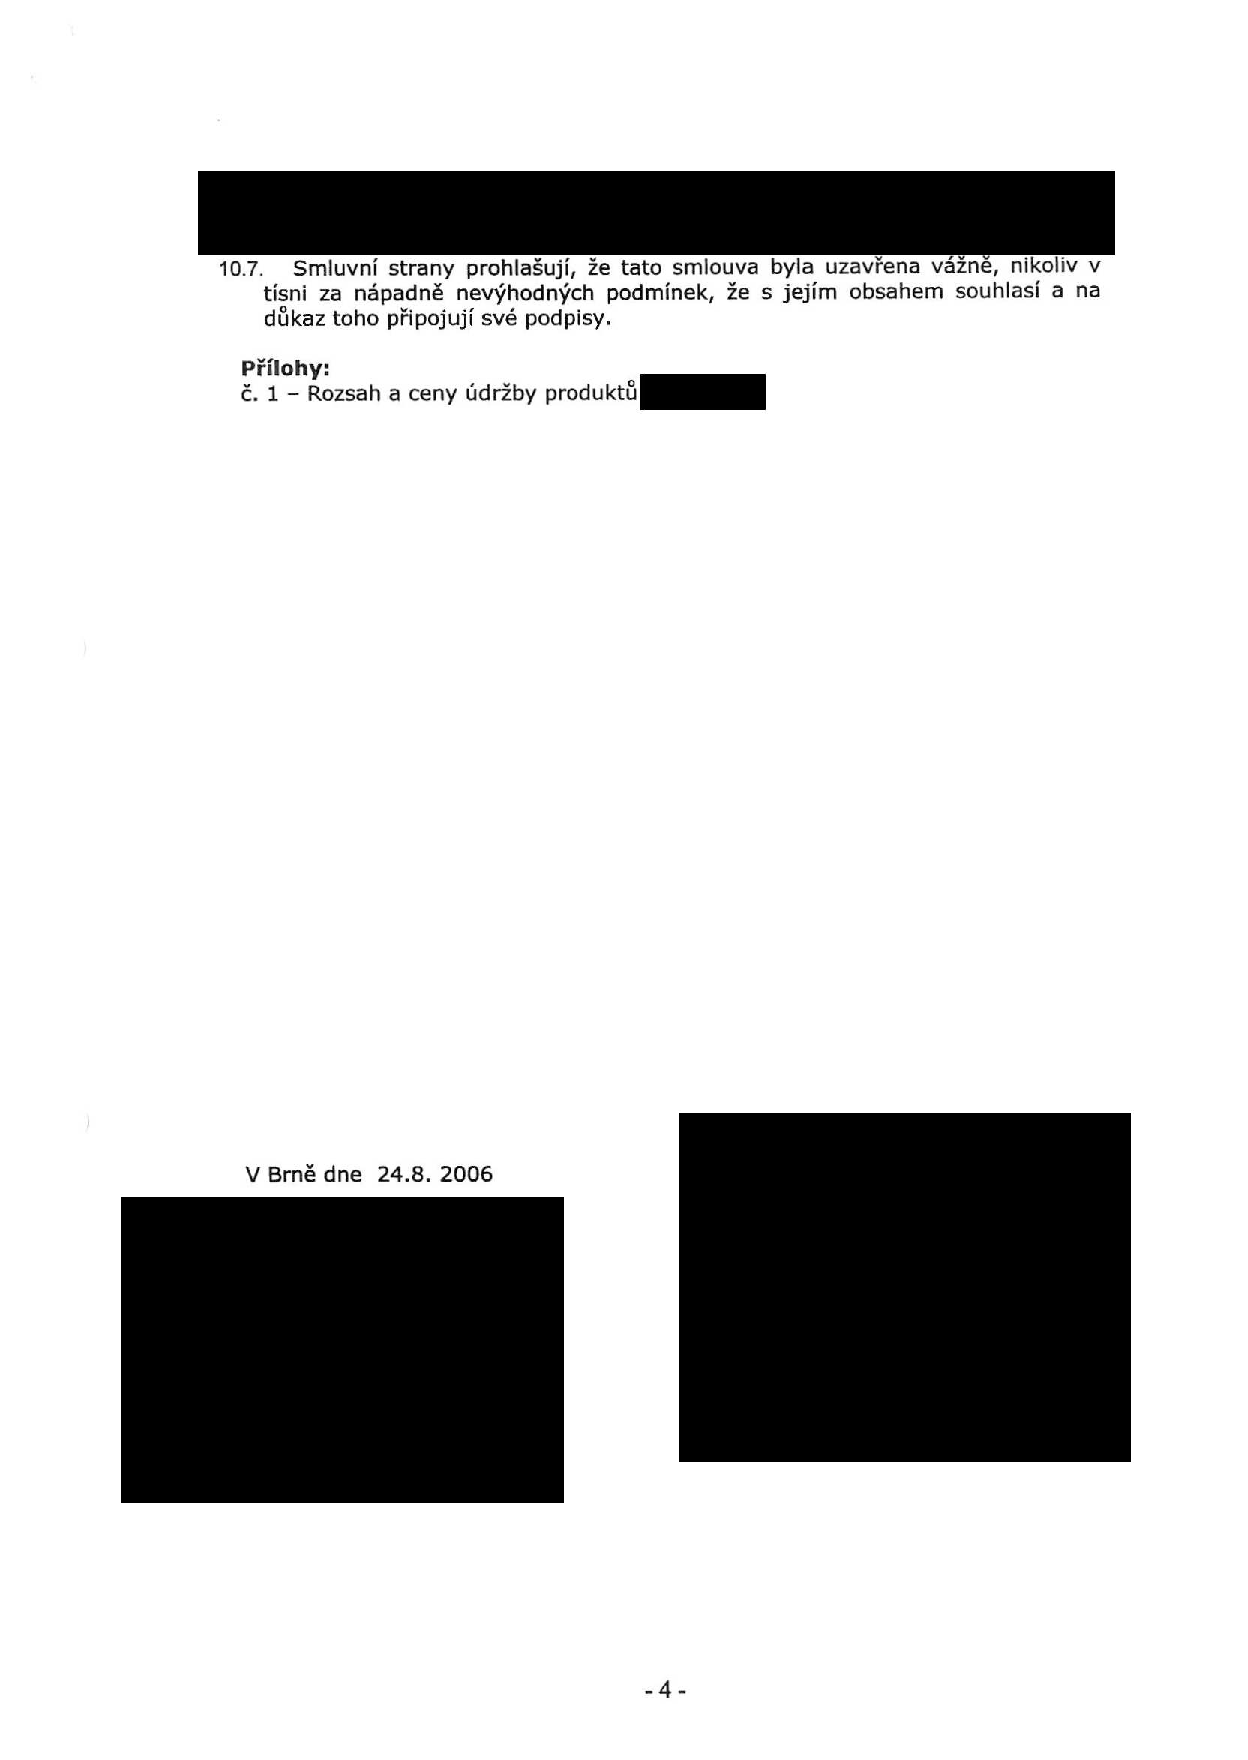 10.7. Smluvní strany prohlašují, že tato smlouva byla uzavřena vážně, nikoliv v
tísni za nápadně nevýhodných podmínek, že s jejím obsahem souhlasí a na
důkaz toho připojují své podpisy.
Přílohy:
č. 1 – Rozsah a ceny údržby produktů
V Brně dne 24.8. 2006
- 4 -